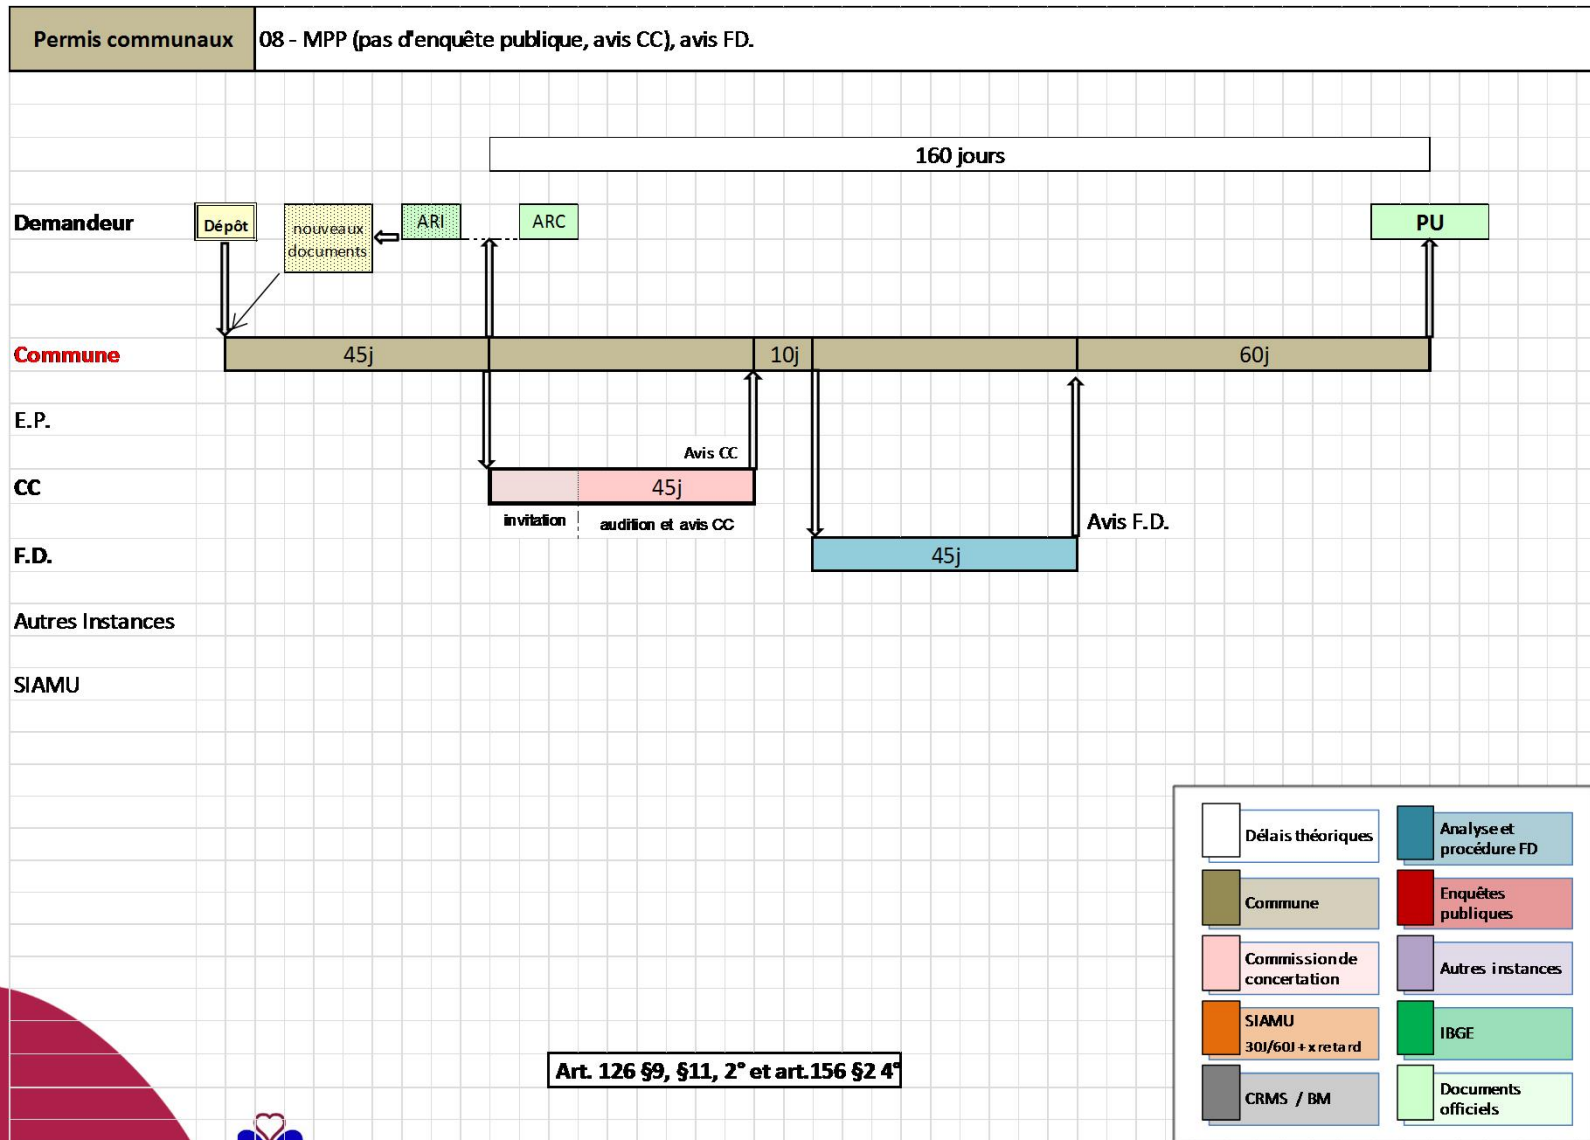 Permis communaux
08 - MPP (pas d'enquête publique, avis CC), avis FD.
160 jours
Demandeur
Dépôt
nouveaux
documents
ARI
ARC
PU
Commune
45j
10j
60j
E.P.
Avis CC
CC
45j
invitation
audition et avis CC
Avis F.D.
F.D.
45j
Autres Instances
SIAMU
Délais théoriques
Analyse et
procédure FD
Commune
Enquêtes
publiques
Commission de
concertation
Autres instances
SIAMU
30J/60J + x retard
IBGE
CRMS / BM
Documents
officiels
Art. 126 §9, §11, 2° et art.156 §2 4°